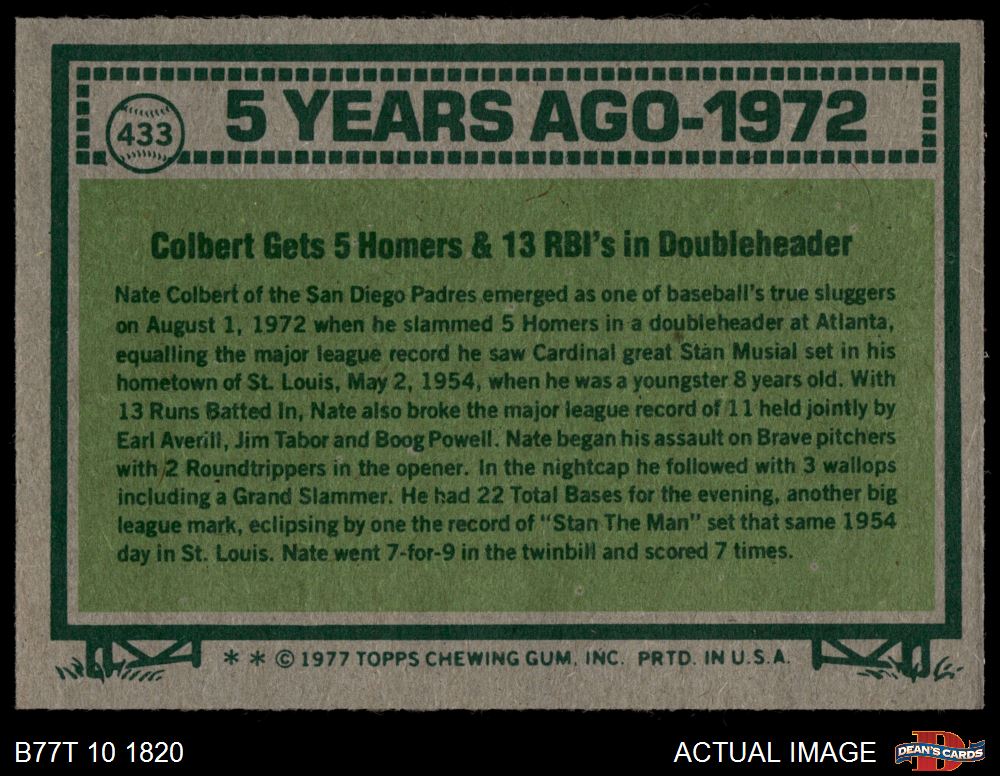 433
5 YEARS AGO-1972
Colbert Gets 5 Homers & 13 RBI's in Doubleheader
Nate Colbert of the San Diego Padres emerged as one of baseball's true sluggers
on August 1, 1972 when he slammed 5 Homers in a doubleheader at Atlanta,
equalling the major league record he saw Cardinal great Stan Musial set in his
hometown of St. Louis, May 2, 1954, when he was a youngster 8 years old. With
13 Runs Batted In, Nate also broke the major league record of 11 held jointly by
Earl Averill, Jim Tabor and Boog Powell. Nate began his assault on Brave pitchers
with 2 Roundtrippers in the opener. In the nightcap he followed with 3 wallops
including a Grand Slammer. He had 22 Total Bases for the evening, another big
league mark, eclipsing by one the record of "Stan The Man" set that same 1954
day in St. Louis. Nate went 7-for-9 in the twinbill and scored 7 times.
* * © 1977 TOPPS CHEWING GUM, INC. PRTD. IN U.S.A.
B77T 10 1820
ACTUAL IMAGE
D
DEAN'S CARDS